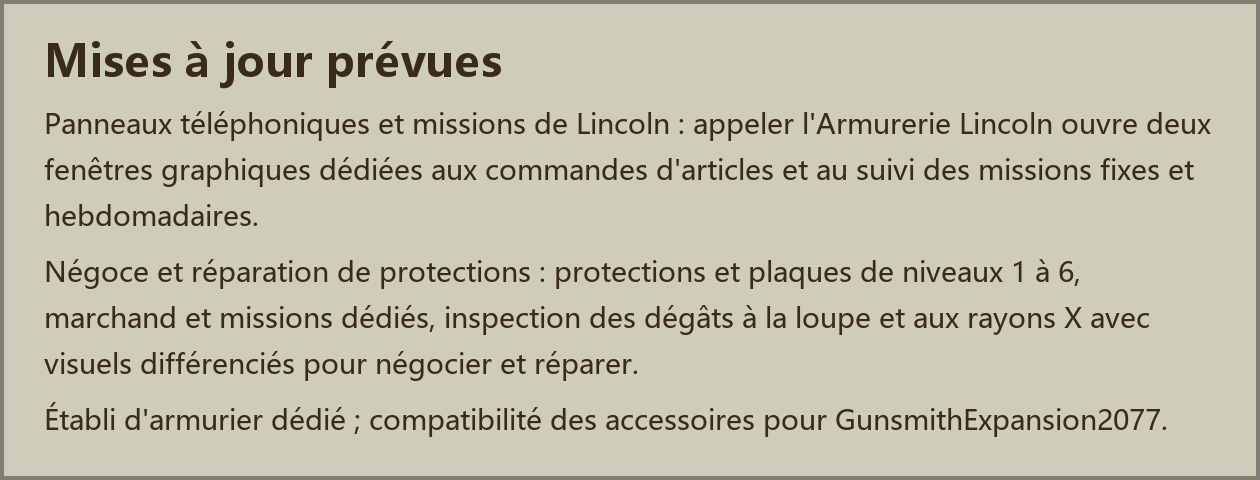 Mises à jour prévues
Panneaux téléphoniques et missions de Lincoln : appeler l'Armurerie Lincoln ouvre deux
fenêtres graphiques dédiées aux commandes d'articles et au suivi des missions fixes et
hebdomadaires.
Négoce et réparation de protections : protections et plaques de niveaux 1 à 6,
marchand et missions dédiés, inspection des dégâts à la loupe et aux rayons X avec
visuels différenciés pour négocier et réparer.
Établi d'armurier dédié ; compatibilité des accessoires pour GunsmithExpansion2077.